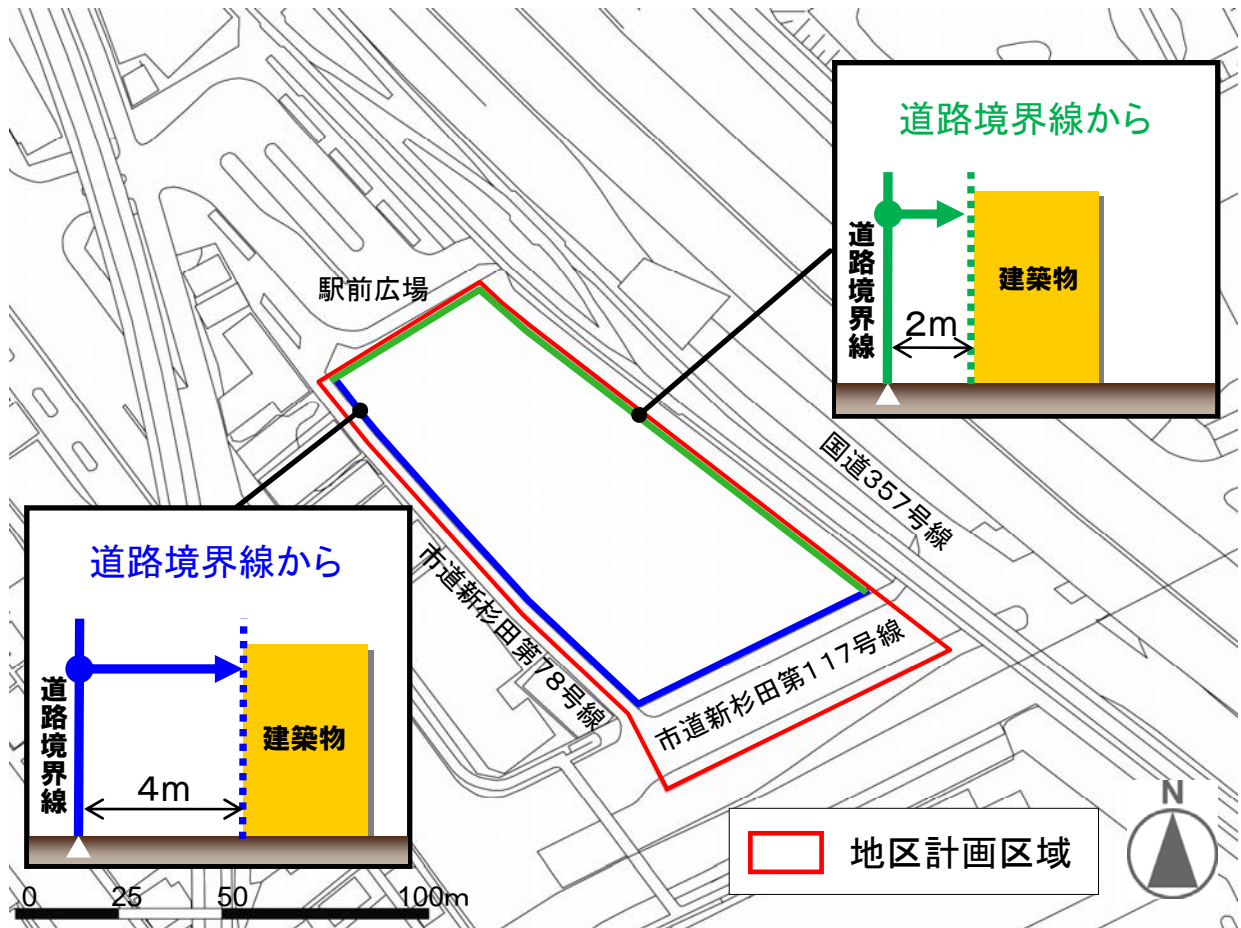 道路境界線から
道路境界線
建築物
2m
駅前広場
国道357号線
道路境界線から
道路境界線
建築物
4m
市道新杉田第78号線
市道新杉田第117号線
地区計画区域
N
0 25 50 100m